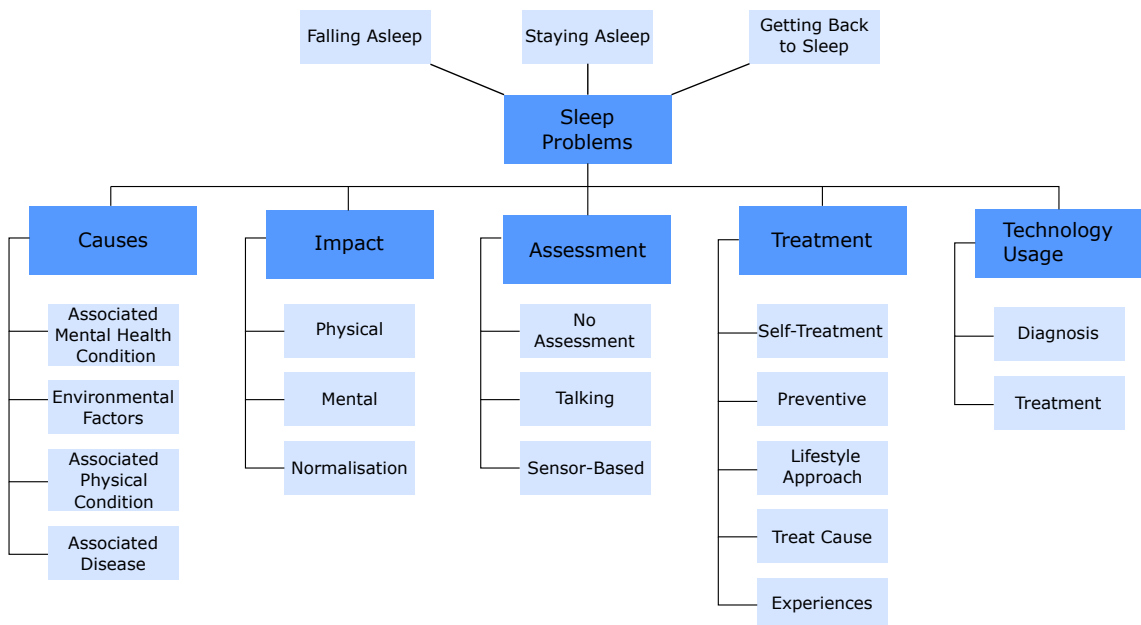 Falling Asleep
Staying Asleep
Getting Back
to Sleep
Sleep
Problems
Causes
Associated
Mental Health
Condition
Environmental
Factors
Associated
Physical
Condition
Associated
Disease
Impact
Physical
Mental
Normalisation
Assessment
No
Assessment
Talking
Sensor-Based
Treatment
Self-Treatment
Preventive
Lifestyle
Approach
Treat Cause
Experiences
Technology
Usage
Diagnosis
Treatment